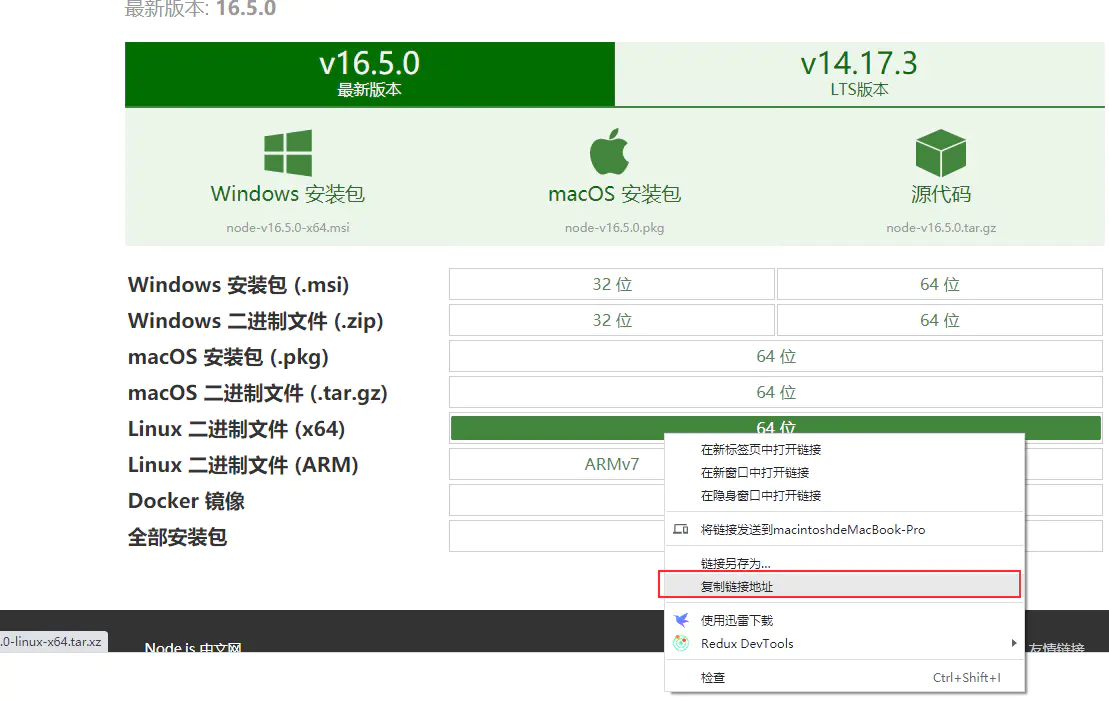 最新版本: 16.5.0
v16.5.0
最新版本
v14.17.3
LTS版本
Windows 安装包
node-v16.5.0-x64.msi
macOS 安装包
node-v16.5.0.pkg
源代码
node-v16.5.0.tar.gz
Windows 安装包 (.msi) 32 位 64 位
Windows 二进制文件 (.zip) 32 位 64 位
macOS 安装包 (.pkg) 64 位
macOS 二进制文件 (.tar.gz) 64 位
Linux 二进制文件 (x64) 64 位
Linux 二进制文件 (ARM) ARMv7
Docker 镜像
全部安装包
在新标签页中打开链接
在新窗口中打开链接
在隐身窗口中打开链接
将链接发送到macintoshdeMacBook-Pro
链接另存为...
复制链接地址
使用迅雷下载
Redux DevTools
检查 Ctrl+Shift+I
.0-linux-x64.tar.xz
Node.js 中文网
友情链接